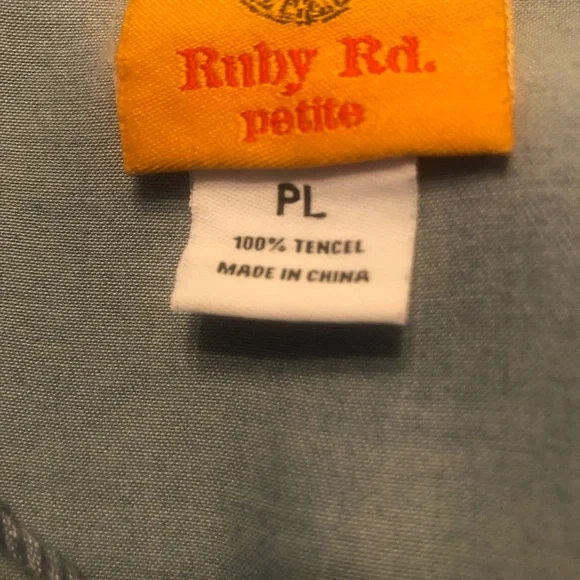 Ruby Rd.
petite
PL
100% TENCEL
MADE IN CHINA